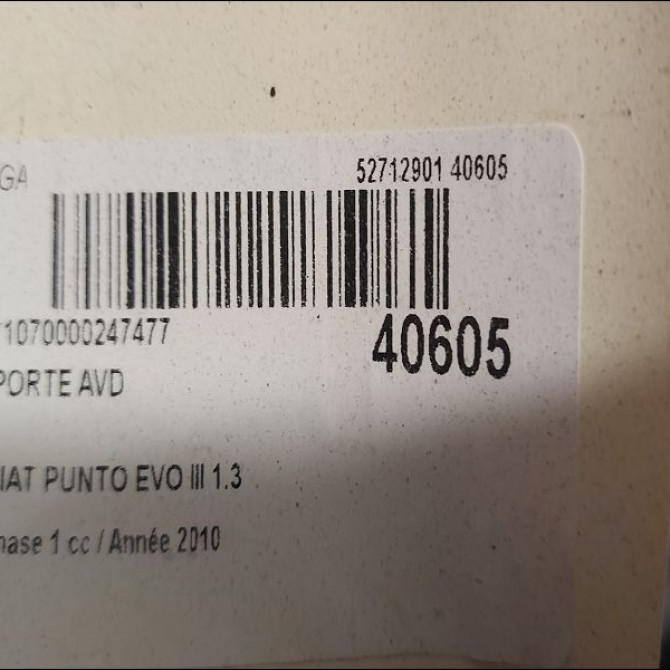 GA 52712901 40605
1070000247477 40605
PORTE AVD
IAT PUNTO EVO III 1.3
hase 1 cc / Année 2010